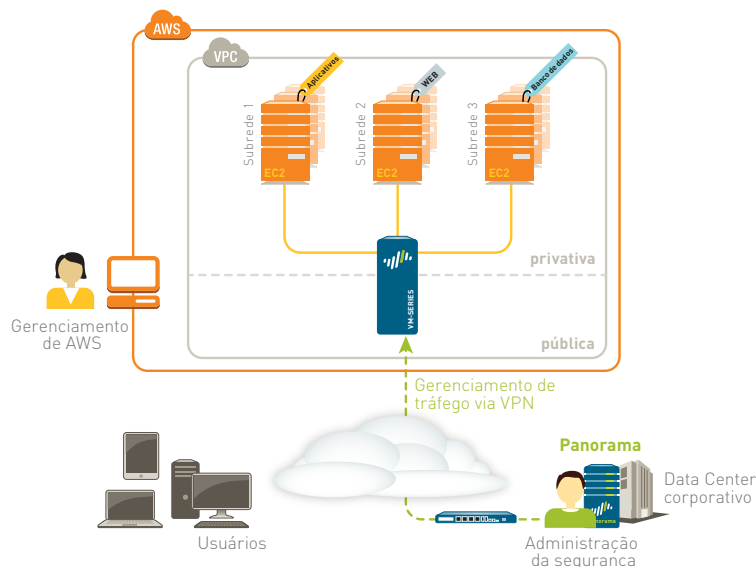 AWS
VPC
Aplicativos
WEB
Banco de dados
Subrede 1
Subrede 2
Subrede 3
EC2
EC2
EC2
privativa
VM-SERIES
pública
Gerenciamento
de AWS
Gerenciamento de
tráfego via VPN
Panorama
Data Center
corporativo
panorama
Usuários
Administração
da segurança